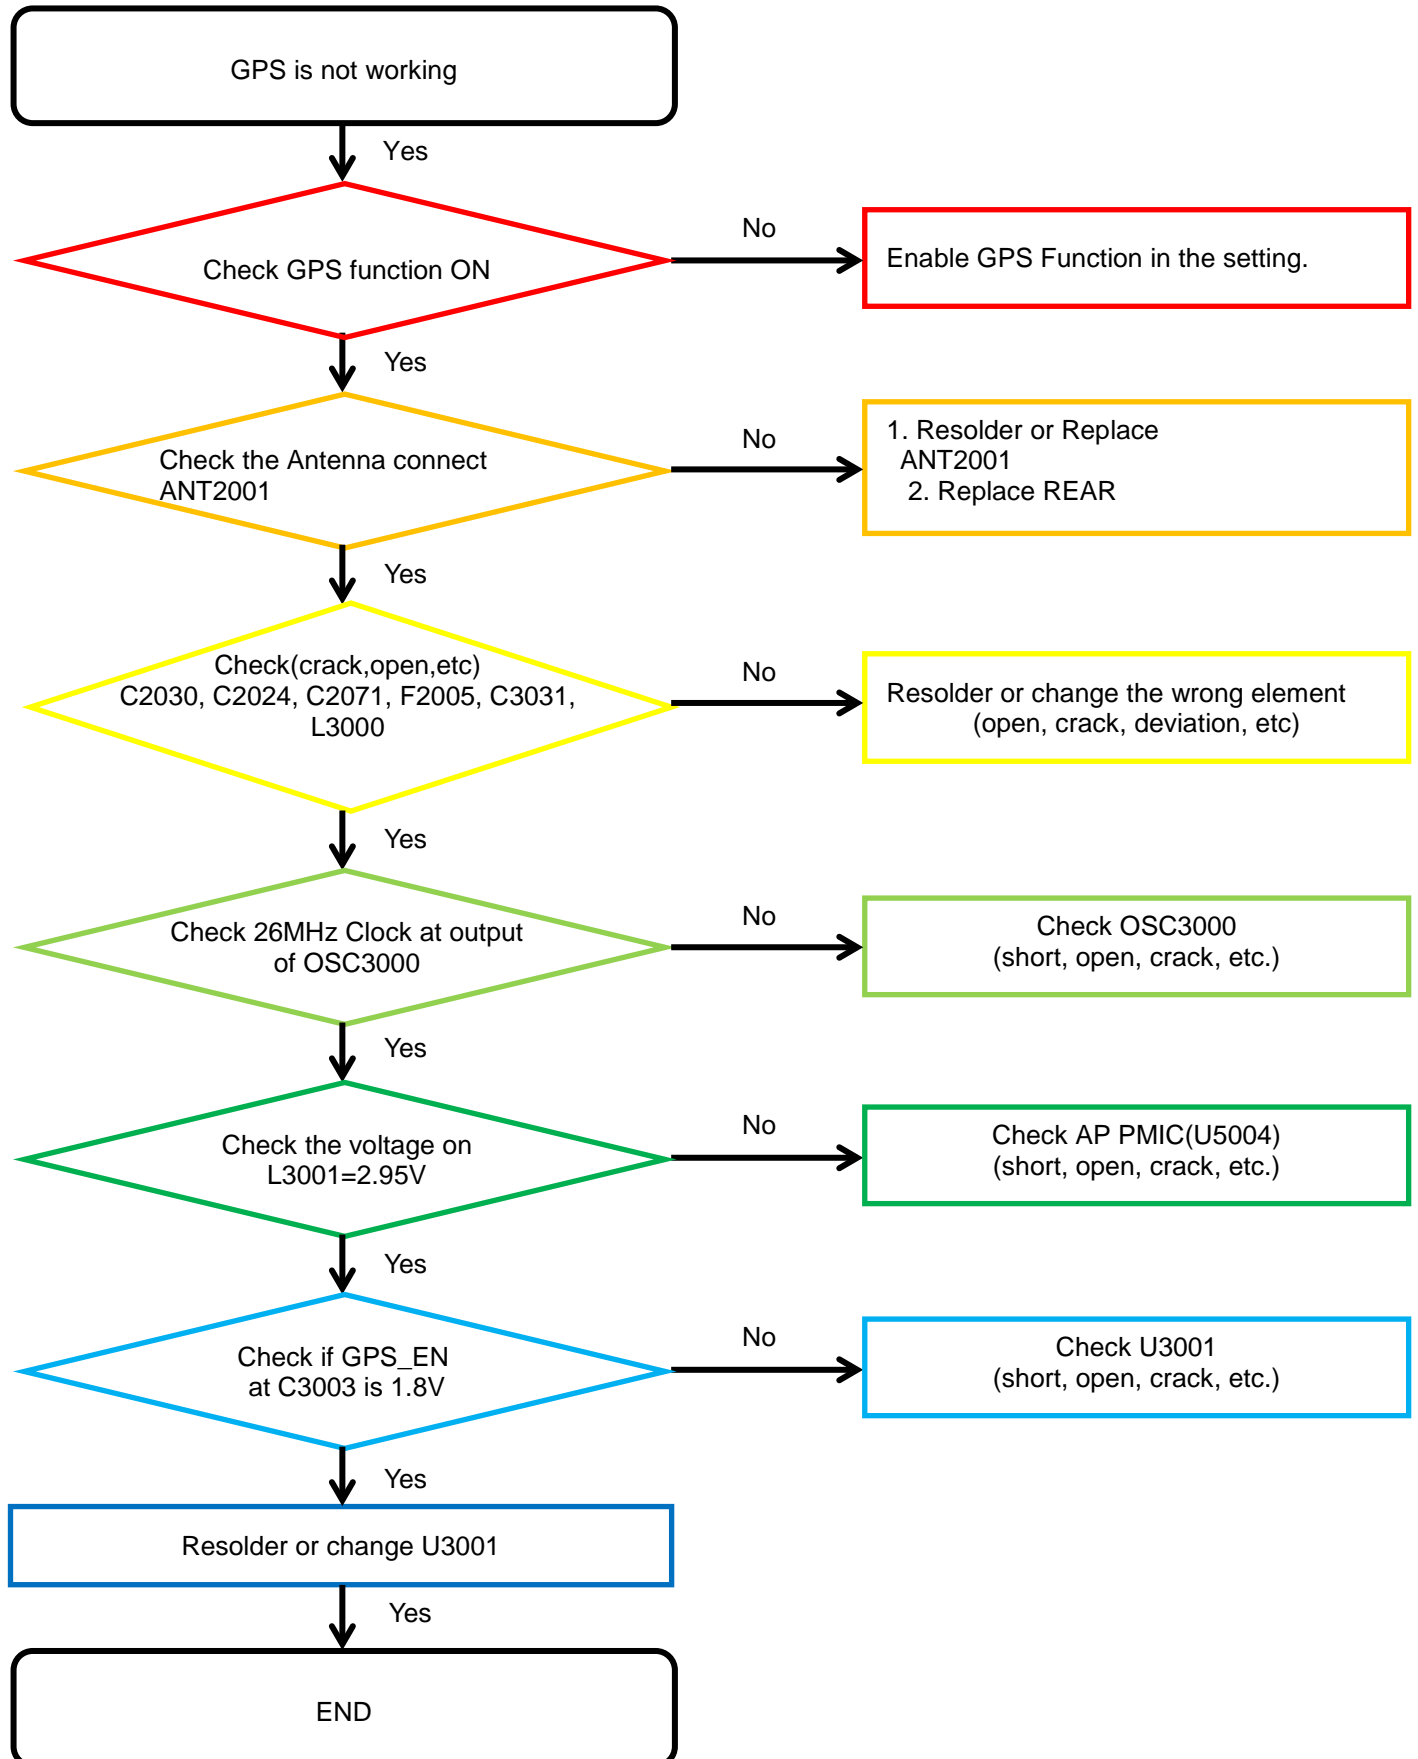 GPS is not working
Yes
Check GPS function ON
No
Enable GPS Function in the setting.
Yes
Check the Antenna connect
ANT2001
No
1. Resolder or Replace
ANT2001
2. Replace REAR
Yes
Check(crack,open,etc)
C2030, C2024, C2071, F2005, C3031,
L3000
No
Resolder or change the wrong element
(open, crack, deviation, etc)
Yes
Check 26MHz Clock at output
of OSC3000
No
Check OSC3000
(short, open, crack, etc.)
Yes
Check the voltage on
L3001=2.95V
No
Check AP PMIC(U5004)
(short, open, crack, etc.)
Yes
Check if GPS_EN
at C3003 is 1.8V
No
Check U3001
(short, open, crack, etc.)
Yes
Resolder or change U3001
Yes
END